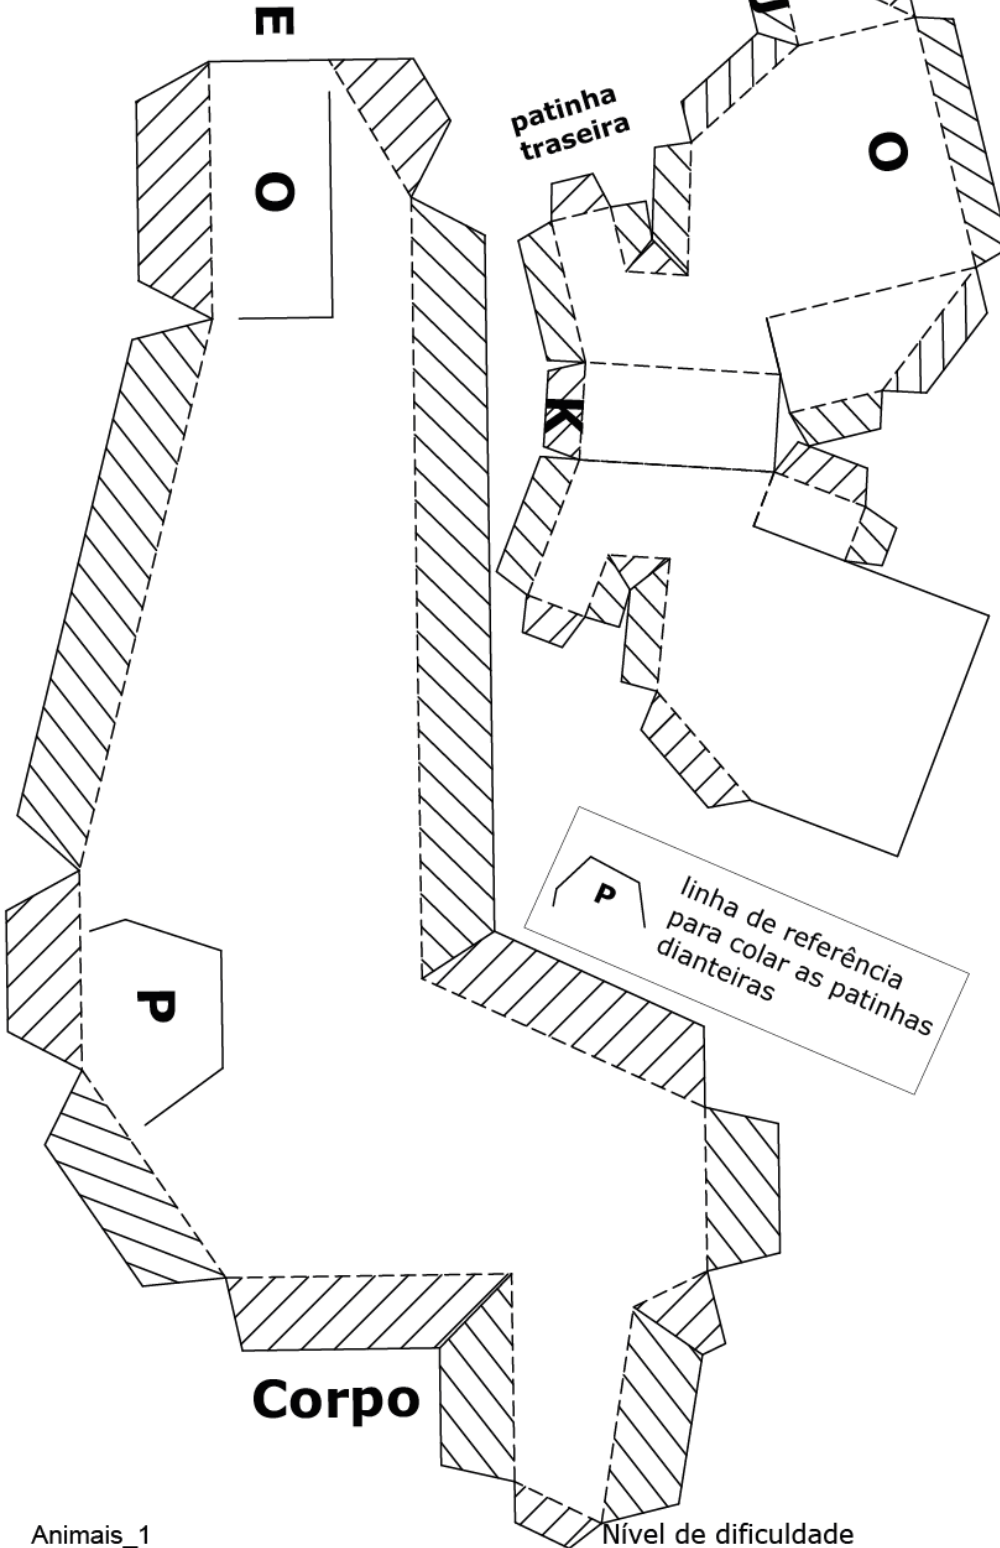 E
J
patinha
traseira
O
O
K
P
linha de referência
para colar as patinhas
dianteiras
P
Corpo
Animais_1
Nível de dificuldade